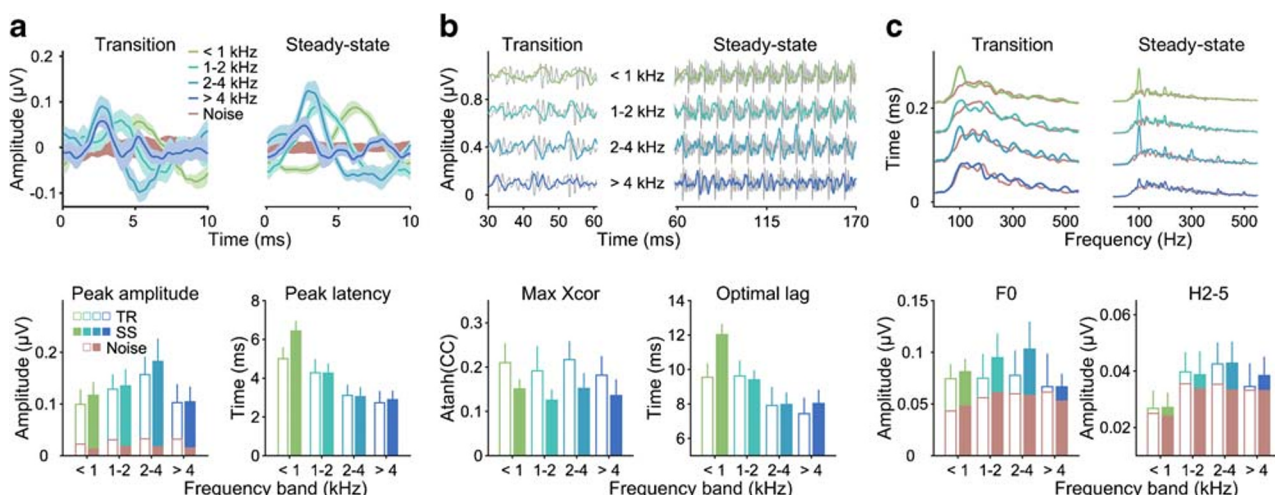 a
Transition
Steady-state
< 1 kHz
1-2 kHz
2-4 kHz
> 4 kHz
Noise
Amplitude (µV)
0.2
0.1
0
-0.1
0 5 10
0 5 10
Time (ms)
b
Transition
Steady-state
< 1 kHz
1-2 kHz
2-4 kHz
> 4 kHz
Amplitude (µV)
0.8
0.4
0
30 40 50 60
60 115 170
Time (ms)
c
Transition
Steady-state
Time (ms)
0.2
0
100 300 500
100 300 500
Frequency (Hz)
Peak amplitude
TR
SS
Noise
Amplitude (µV)
0.2
0.1
0
< 1 1-2 2-4 > 4
Peak latency
Time (ms)
8
6
4
2
0
< 1 1-2 2-4 > 4
Frequency band (kHz)
Max Xcor
Atanh(CC)
0.3
0.2
0.1
0
< 1 1-2 2-4 > 4
Optimal lag
Time (ms)
14
12
10
8
6
< 1 1-2 2-4 > 4
Frequency band (kHz)
F0
Amplitude (µV)
0.15
0.1
0.05
0
< 1 1-2 2-4 > 4
H2-5
Amplitude (µV)
0.06
0.04
0.02
< 1 1-2 2-4 > 4
Frequency band (kHz)